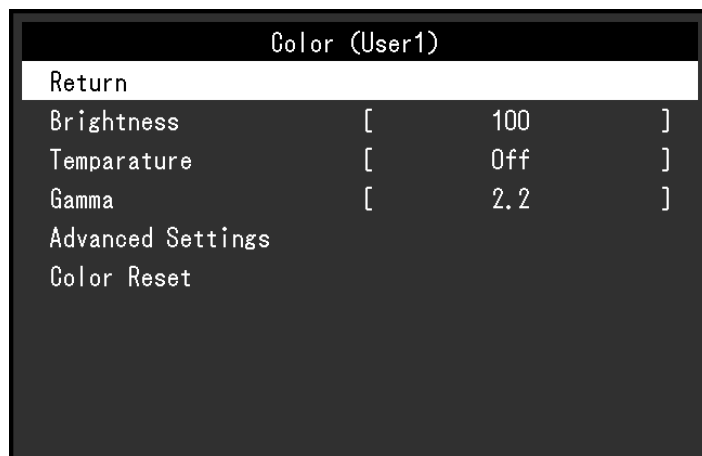 Color (User1)
Return
Brightness [ 100 ]
Temparature [ Off ]
Gamma [ 2.2 ]
Advanced Settings
Color Reset